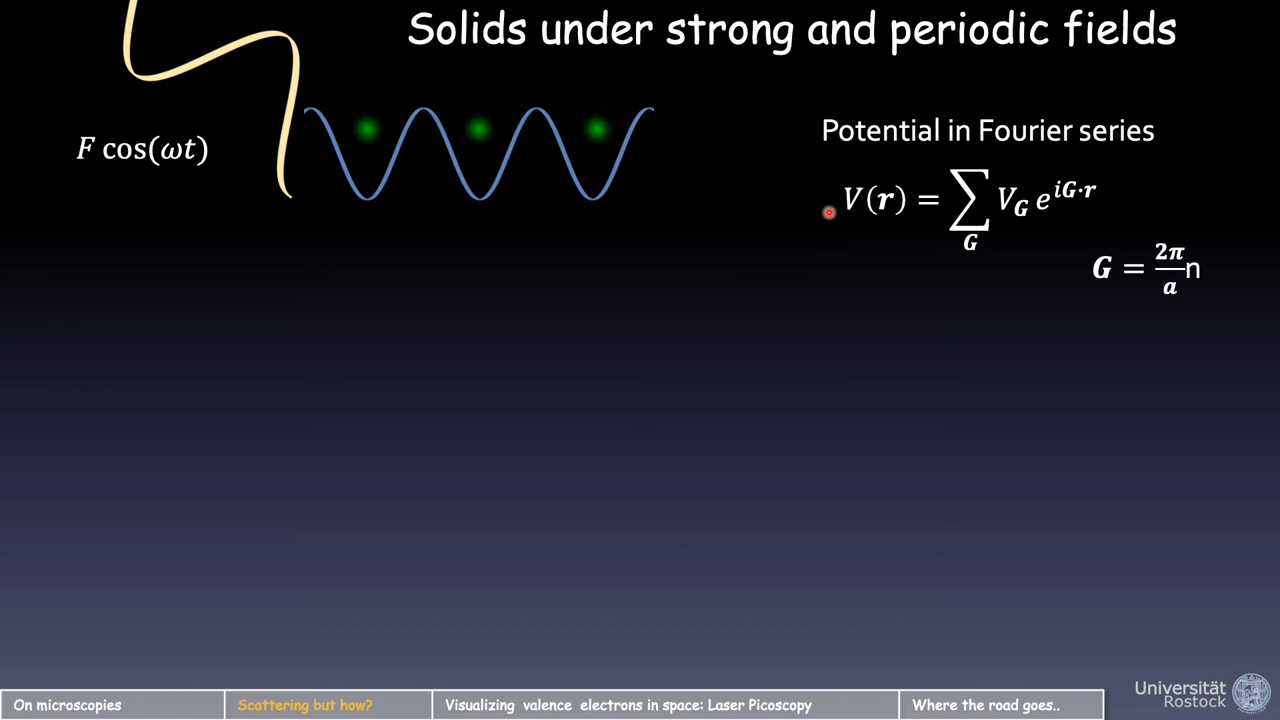 Solids under strong and periodic fields
F cos(ωt)
Potential in Fourier series
V(r) = ∑_G V_G e^{iG·r}
G = 2π/a n
On microscopies
Scattering but how?
Visualizing valence electrons in space: Laser Picoscopy
Where the road goes..
Universität
Rostock